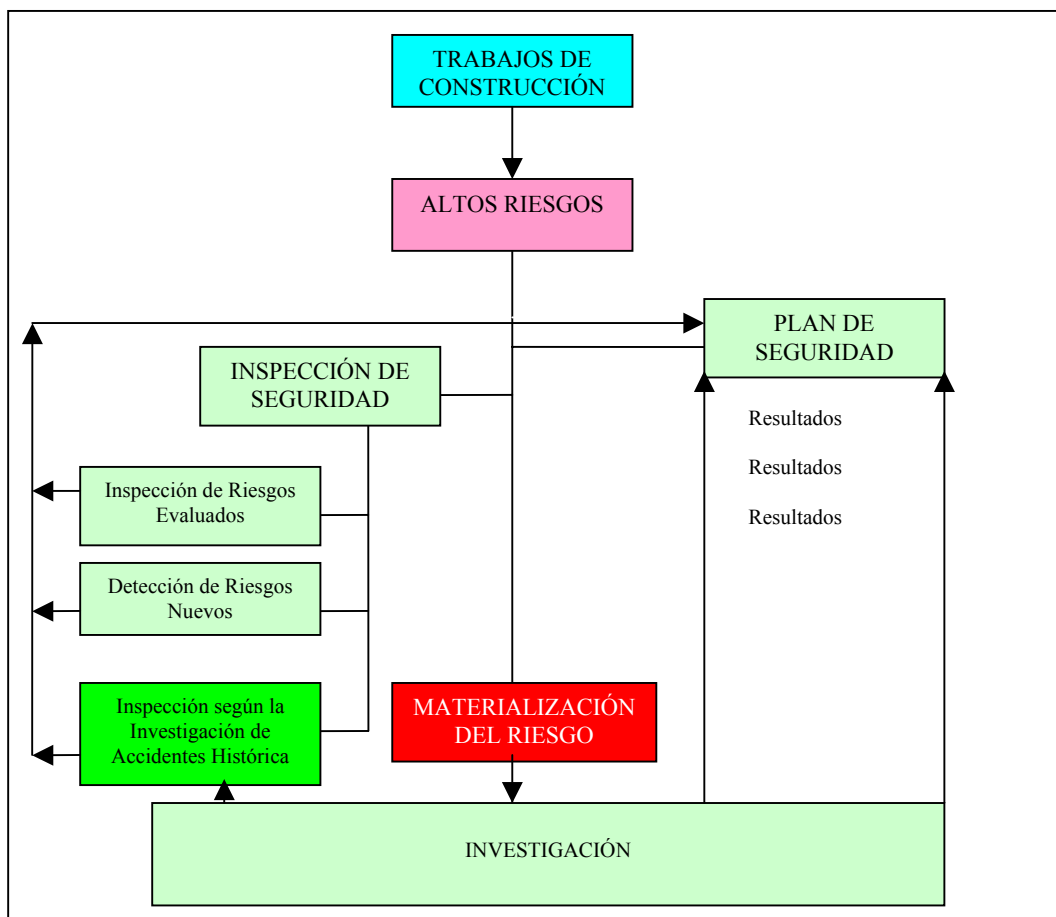 TRABAJOS DE
CONSTRUCCIÓN
ALTOS RIESGOS
PLAN DE
SEGURIDAD
INSPECCIÓN DE
SEGURIDAD
Resultados
Resultados
Resultados
Inspección de Riesgos
Evaluados
Detección de Riesgos
Nuevos
Inspección según la
Investigación de
Accidentes Histórica
MATERIALIZACIÓN
DEL RIESGO
INVESTIGACIÓN